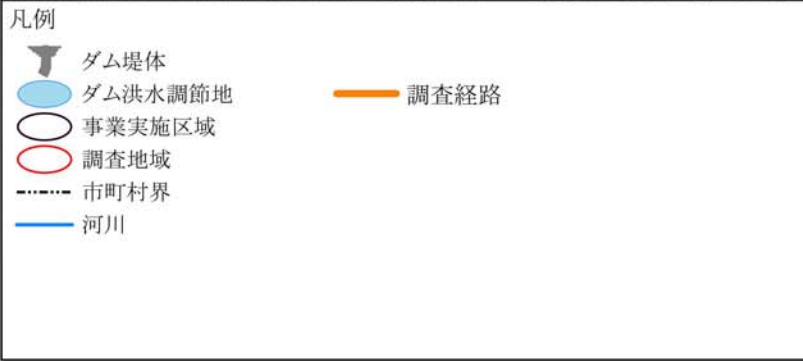 凡例
ダム堤体
ダム洪水調節地
調査経路
事業実施区域
調査地域
市町村界
河川